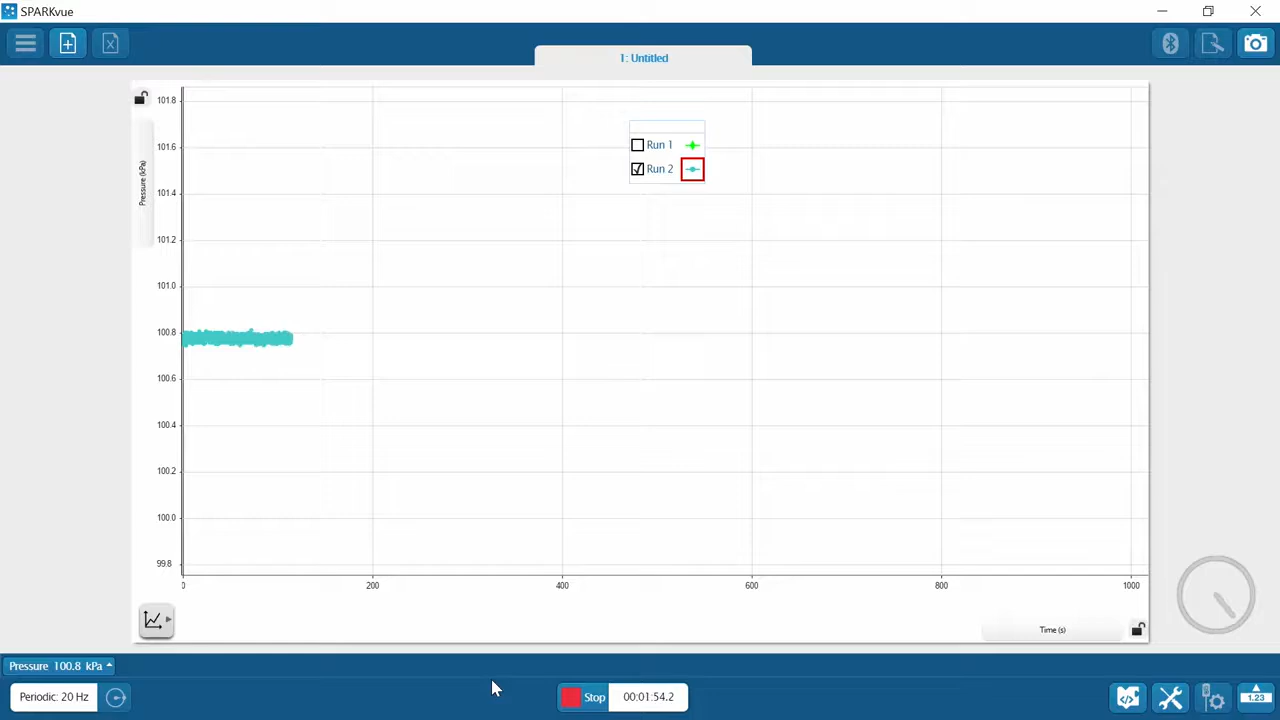 SPARKvue
1: Untitled
101.8
101.6
101.4
101.2
101.0
100.8
100.6
100.4
100.2
100.0
99.8
Pressure (kPa)
Run 1
Run 2
0 200 400 600 800 1000
Time (s)
Pressure 100.8 kPa
Periodic: 20 Hz
Stop
00:01:54.2
1.23